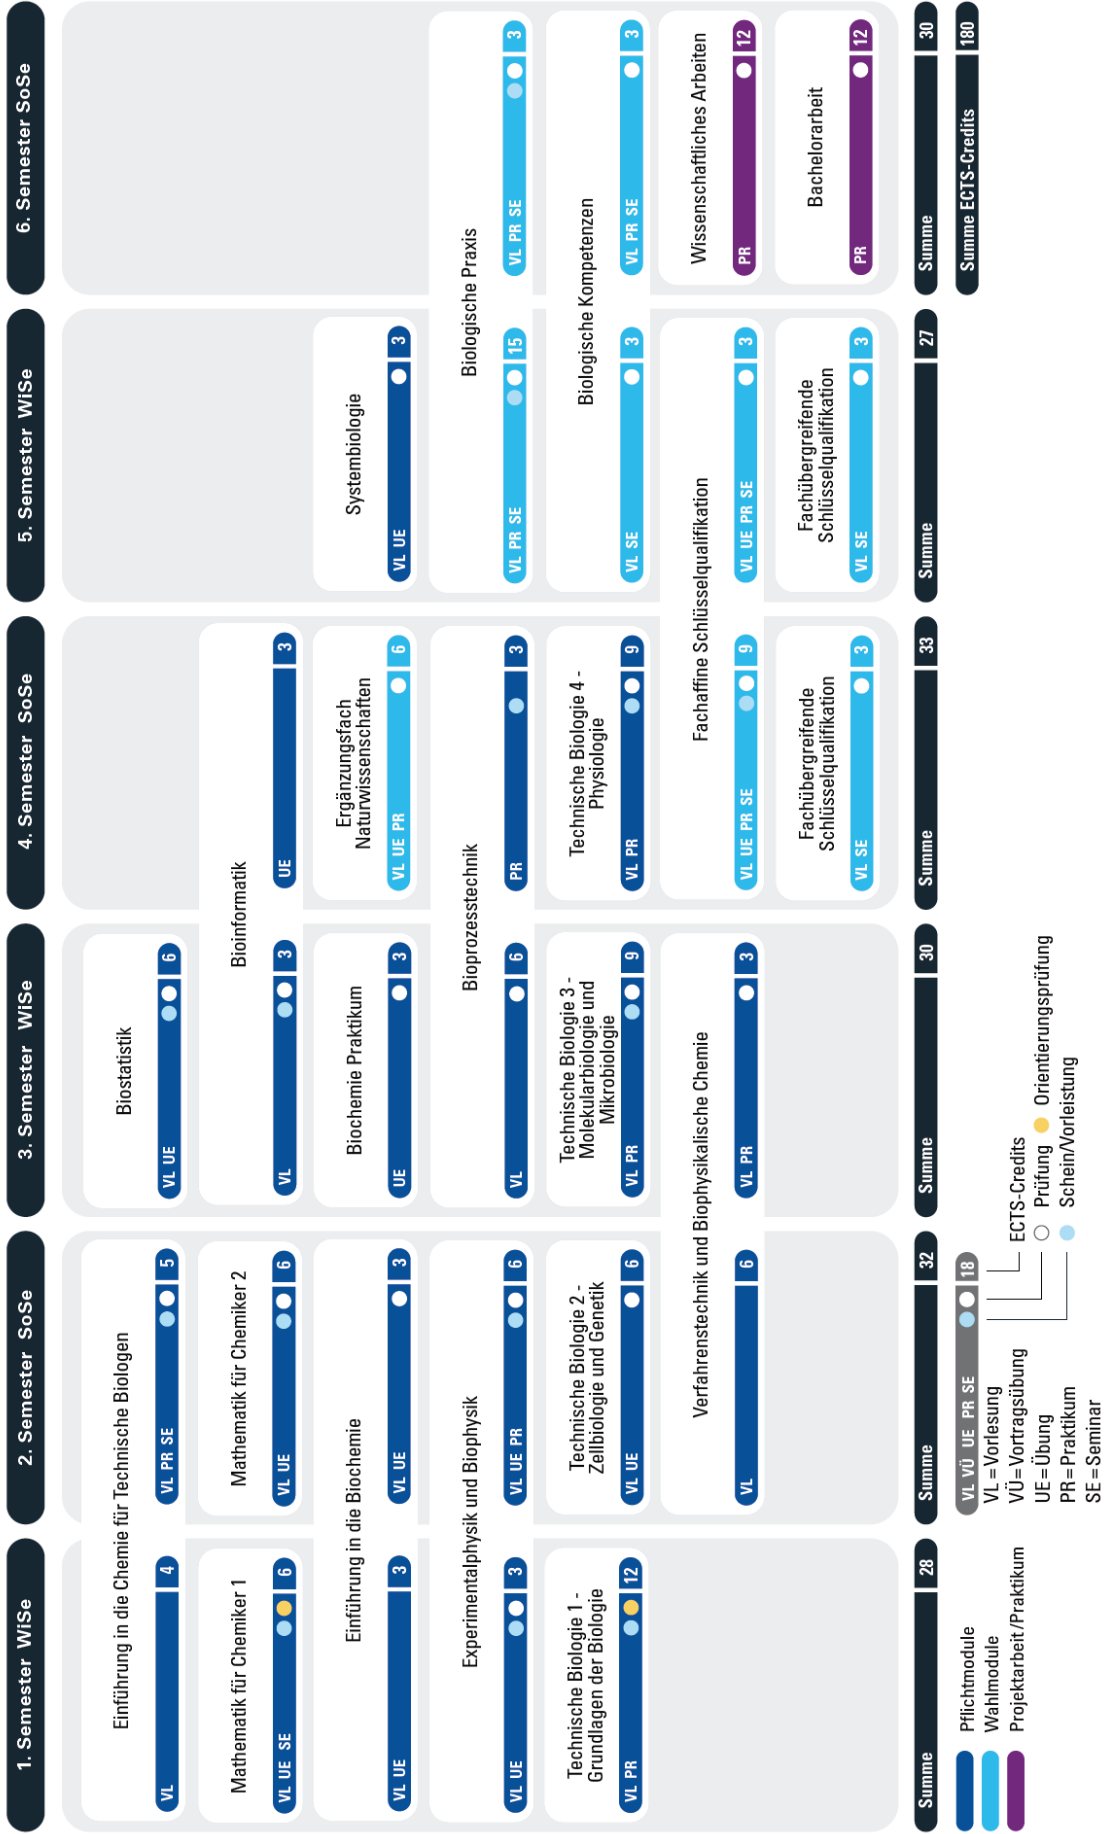 1. Semester WiSe
2. Semester SoSe
3. Semester WiSe
4. Semester SoSe
5. Semester WiSe
6. Semester SoSe
Einführung in die Chemie für Technische Biologen
VL 4
VL PR SE 5
Biostatistik
VL UE 6
Mathematik für Chemiker 1
VL UE SE 6
Mathematik für Chemiker 2
VL UE 6
Bioinformatik
VL 3
UE 3
Einführung in die Biochemie
VL UE 3
VL UE 3
Biochemie Praktikum
UE 3
Ergänzungsfach
Naturwissenschaften
VL UE PR 6
Systembiologie
VL UE 3
Experimentalphysik und Biophysik
VL UE 3
VL UE PR 6
Bioprozesstechnik
VL 6
PR 3
Biologische Praxis
VL PR SE 15
VL PR SE 3
Technische Biologie 1 -
Grundlagen der Biologie
VL PR 12
Technische Biologie 2 -
Zellbiologie und Genetik
VL UE 6
Technische Biologie 3 -
Molekularbiologie und
Mikrobiologie
VL PR 9
Technische Biologie 4 -
Physiologie
VL PR 9
Biologische Kompetenzen
VL SE 3
VL PR SE 3
Verfahrenstechnik und Biophysikalische Chemie
VL 6
VL PR 3
Fachaffine Schlüsselqualifikation
VL UE PR SE 9
VL UE PR SE 3
Wissenschaftliches Arbeiten
PR 12
Fachübergreifende
Schlüsselqualifikation
VL SE 3
Fachübergreifende
Schlüsselqualifikation
VL SE 3
Bachelorarbeit
PR 12
Summe 28
Summe 32
Summe 30
Summe 33
Summe 27
Summe 30
Summe ECTS-Credits 180
Pflichtmodule
Wahlmodule
Projektarbeit/Praktikum
VL VÜ UE PR SE 18
VL = Vorlesung
VÜ = Vortragsübung
UE = Übung
PR = Praktikum
SE = Seminar
ECTS-Credits
Prüfung
Orientierungsprüfung
Schein/Vorleistung